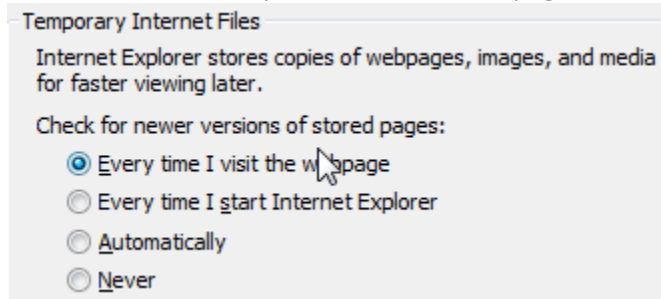 Temporary Internet Files
Internet Explorer stores copies of webpages, images, and media
for faster viewing later.
Check for newer versions of stored pages:
Every time I visit the webpage
Every time I start Internet Explorer
Automatically
Never